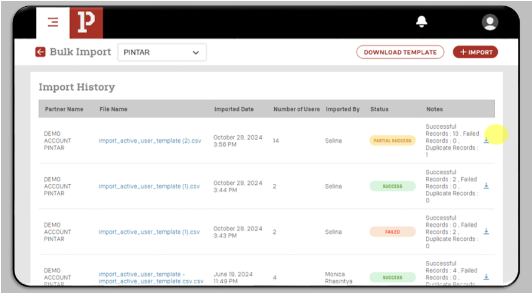 P
Bulk Import PINTAR DOWNLOAD TEMPLATE + IMPORT
Import History
Partner Name File Name Imported Date Number of Users Imported By Status Notes
DEMO ACCOUNT PINTAR import_active_user_template (2).csv October 29, 2024 3:56 PM 14 Selina PARTIAL SUCCESS Successful Records : 13 , Failed Records : 0 , Duplicate Records : 1
DEMO ACCOUNT PINTAR import_active_user_template (1).csv October 29, 2024 3:44 PM 2 Selina SUCCESS Successful Records : 2 , Failed Records : 0 , Duplicate Records : 0
DEMO ACCOUNT PINTAR import_active_user_template (1).csv October 29, 2024 3:43 PM 2 Selina FAILED Successful Records : 0 , Failed Records : 2 , Duplicate Records : 0
DEMO ACCOUNT PINTAR import_active_user_template - import_active_user_template.csv.csv June 19, 2024 11:49 PM 4 Monica Rhesintya SUCCESS Successful Records : 4 , Failed Records : 0 , Duplicate Records